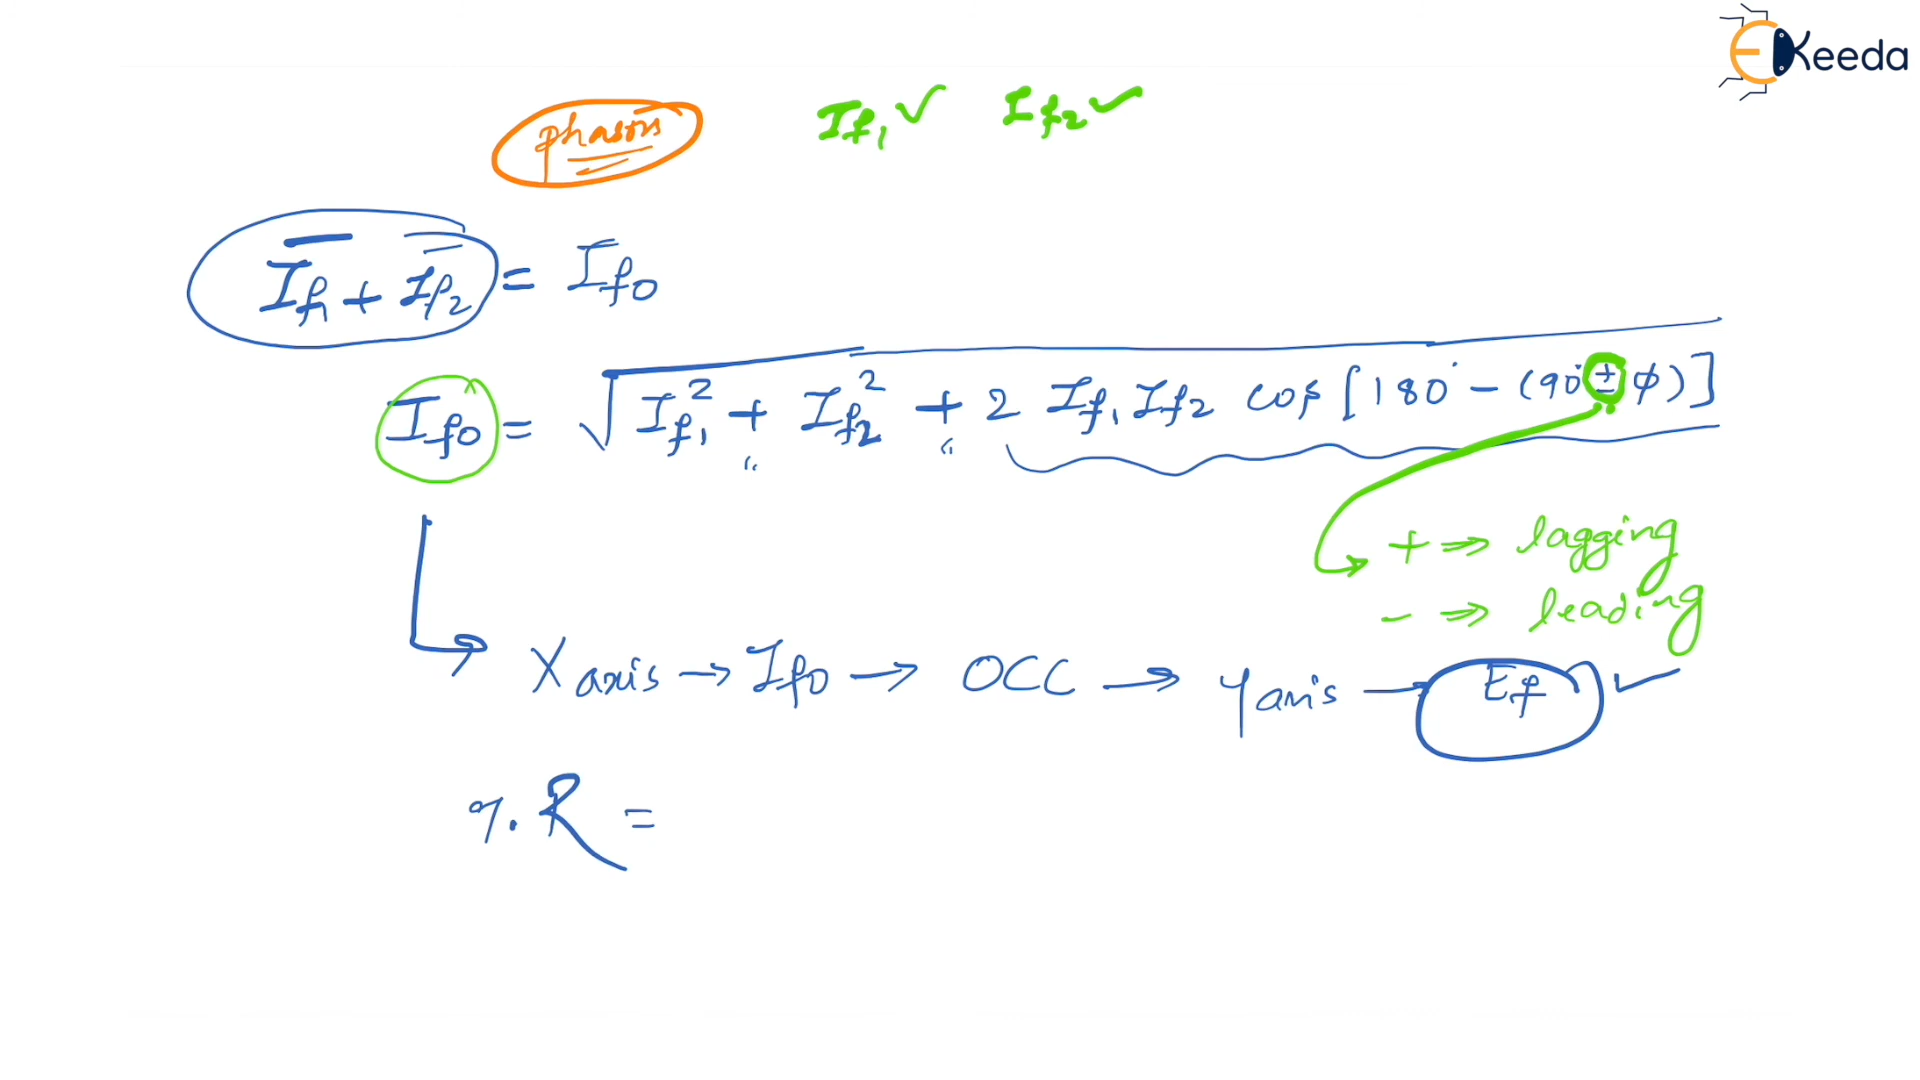 EKeeda
phasors If1 ✓ If2 ✓
If1 + If2 = If0
If0 = √ If1² + If2² + 2 If1 If2 cos [180° - (90° ± φ)]
+ ⇒ lagging
- ⇒ leading
X axis → If0 → OCC → Y axis → Ef ✓
%. R =